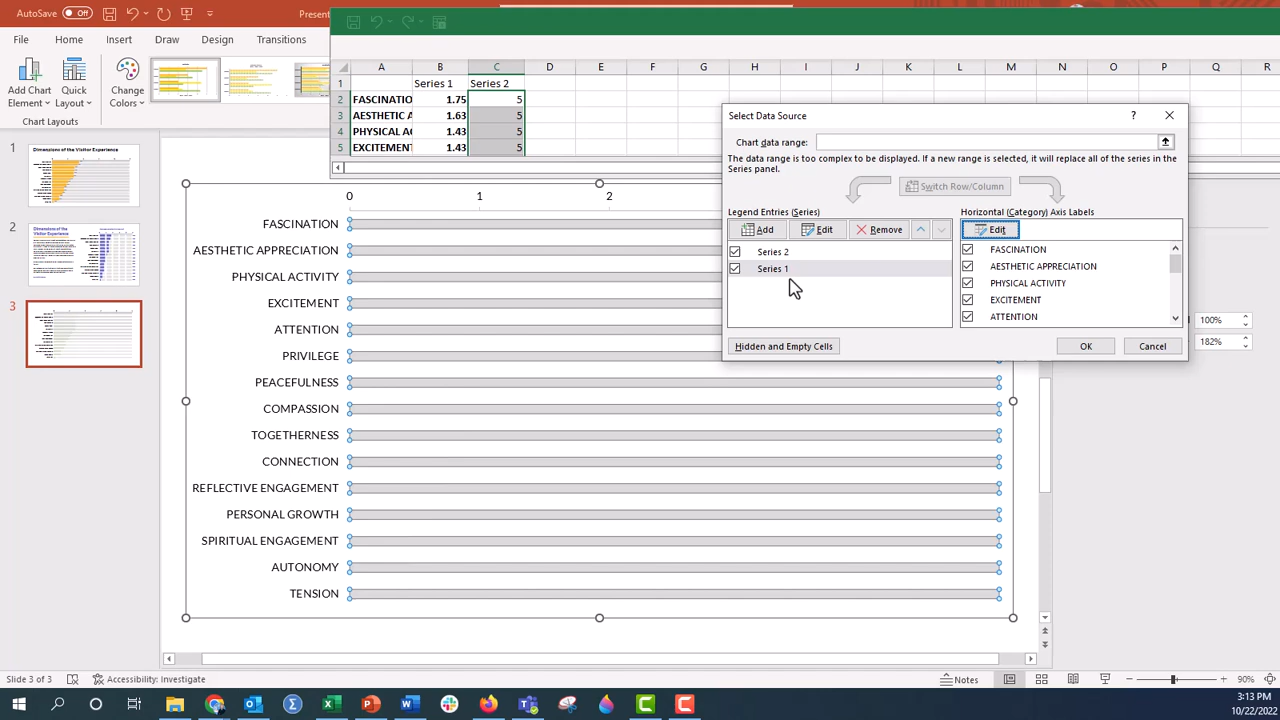 AutoSave Off Present
File Home Insert Draw Design Transitions
Add Chart Element
Quick Layout
Change Colors
Chart Layouts
A B C D E F G H I J K L M N O P Q R
1 Series 1 Series 2
2 FASCINATIO 1.75 5
3 AESTHETIC A 1.63 5
4 PHYSICAL A 1.43 5
5 EXCITEMENT 1.43 5
Select Data Source ?
Chart data range:
The data range is too complex to be displayed. If a new range is selected, it will replace all of the series in the
Series panel.
Switch Row/Column
Legend Entries (Series)
Add Edit Remove
Series 2
Series 1
Hidden and Empty Cells
Horizontal (Category) Axis Labels
Edit
FASCINATION
AESTHETIC APPRECIATION
PHYSICAL ACTIVITY
EXCITEMENT
ATTENTION
OK Cancel
100%
182%
1
Dimensions of the Visitor Experience
2
Dimensions of the
Visitor Experience
3
0 1 2
FASCINATION
AESTHETIC APPRECIATION
PHYSICAL ACTIVITY
EXCITEMENT
ATTENTION
PRIVILEGE
PEACEFULNESS
COMPASSION
TOGETHERNESS
CONNECTION
REFLECTIVE ENGAGEMENT
PERSONAL GROWTH
SPIRITUAL ENGAGEMENT
AUTONOMY
TENSION
Slide 3 of 3 Accessibility: Investigate Notes 90%
3:13 PM
10/22/2022